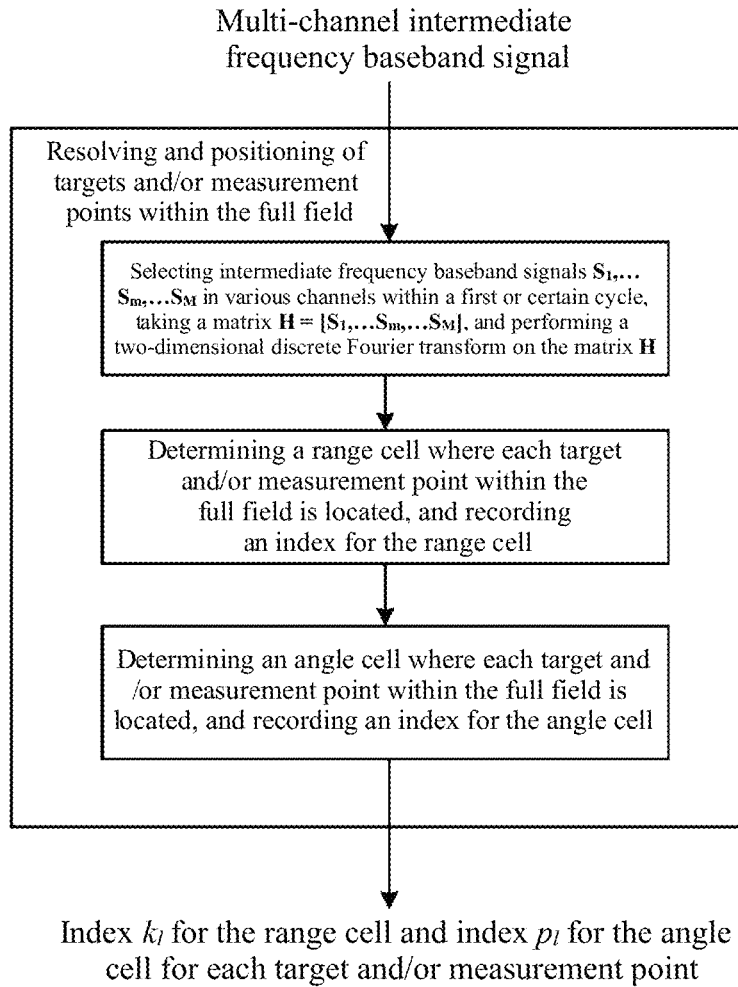 Multi-channel intermediate
frequency baseband signal
Resolving and positioning of
targets and/or measurement
points within the full field
Selecting intermediate frequency baseband signals S₁,…
Sₘ,…S_M in various channels within a first or certain cycle,
taking a matrix H = [S₁,…Sₘ,…S_M], and performing a
two-dimensional discrete Fourier transform on the matrix H
Determining a range cell where each target
and/or measurement point within the
full field is located, and recording
an index for the range cell
Determining an angle cell where each target and
/or measurement point within the full field is
located, and recording an index for the angle cell
Index kₗ for the range cell and index pₗ for the angle
cell for each target and/or measurement point